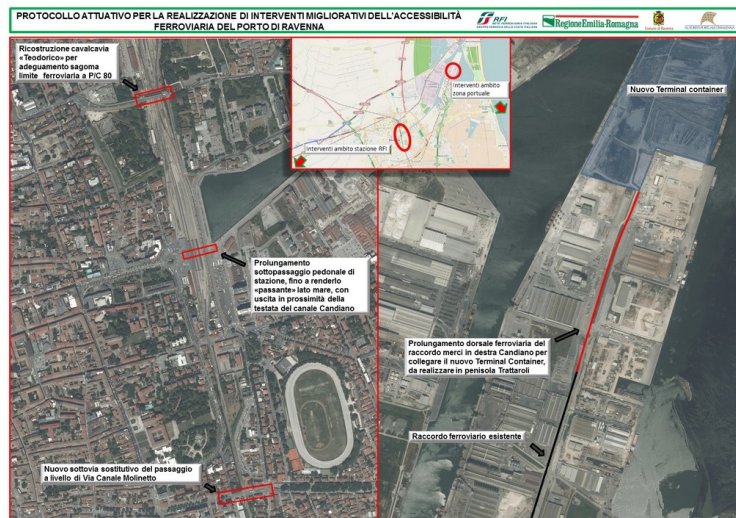 PROTOCOLLO ATTUATIVO PER LA REALIZZAZIONE DI INTERVENTI MIGLIORATIVI DELL'ACCESSIBILITÀ
FERROVIARIA DEL PORTO DI RAVENNA
RFI
RegioneEmilia-Romagna
Comune di Ravenna
Ricostruzione cavalcavia
«Teodorico» per
adeguamento sagoma
limite ferroviaria a P/C 80
Interventi ambito
zona portuale
Interventi ambito stazione RFI
Nuovo Terminal container
Prolungamento
sottopassaggio pedonale di
stazione, fino a renderlo
«passante» lato mare, con
uscita in prossimità della
testata del canale Candiano
Prolungamento dorsale ferroviaria del
raccordo merci in destra Candiano per
collegare il nuovo Terminal Container,
da realizzare in penisola Trattaroli
Raccordo ferroviario esistente
Nuovo sottovia sostitutivo del passaggio
a livello di Via Canale Molinetto